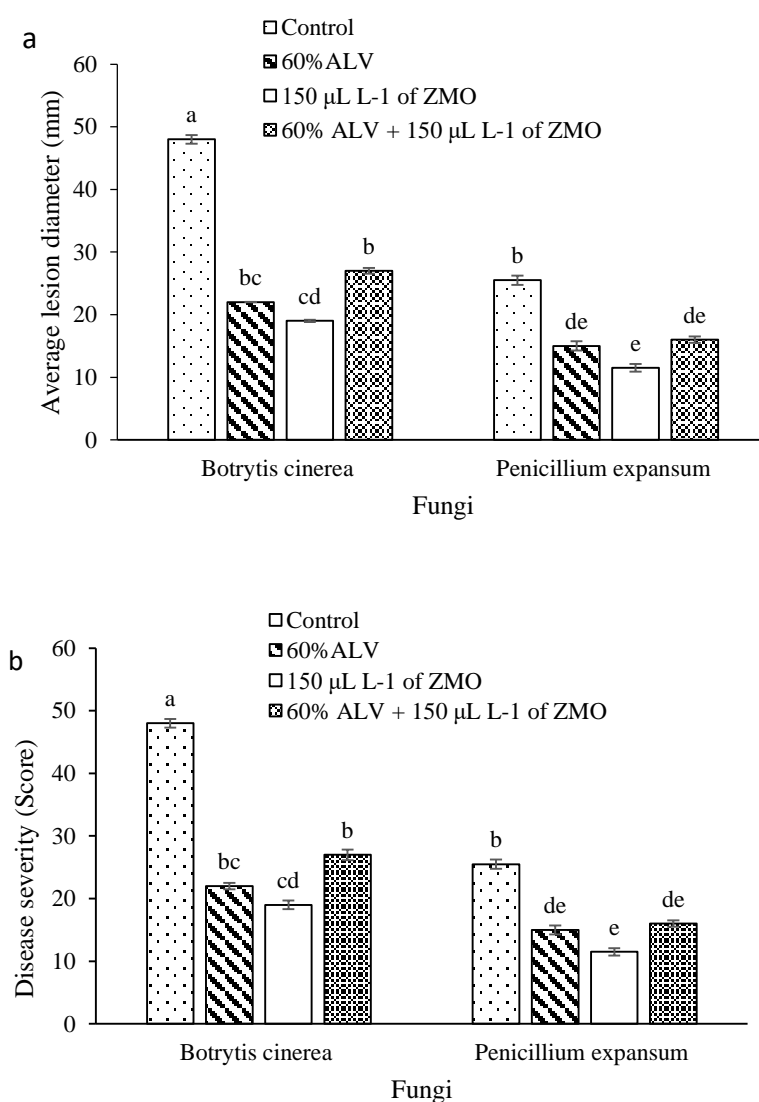 a
Control
60%ALV
150 μL L-1 of ZMO
60% ALV + 150 μL L-1 of ZMO
Average lesion diameter (mm)
60
50
40
30
20
10
0
a
bc
cd
b
b
de
e
de
Botrytis cinerea
Penicillium expansum
Fungi
b
Control
60%ALV
150 μL L-1 of ZMO
60% ALV + 150 μL L-1 of ZMO
Disease severity (Score)
60
50
40
30
20
10
0
a
bc
cd
b
b
de
e
de
Botrytis cinerea
Penicillium expansum
Fungi